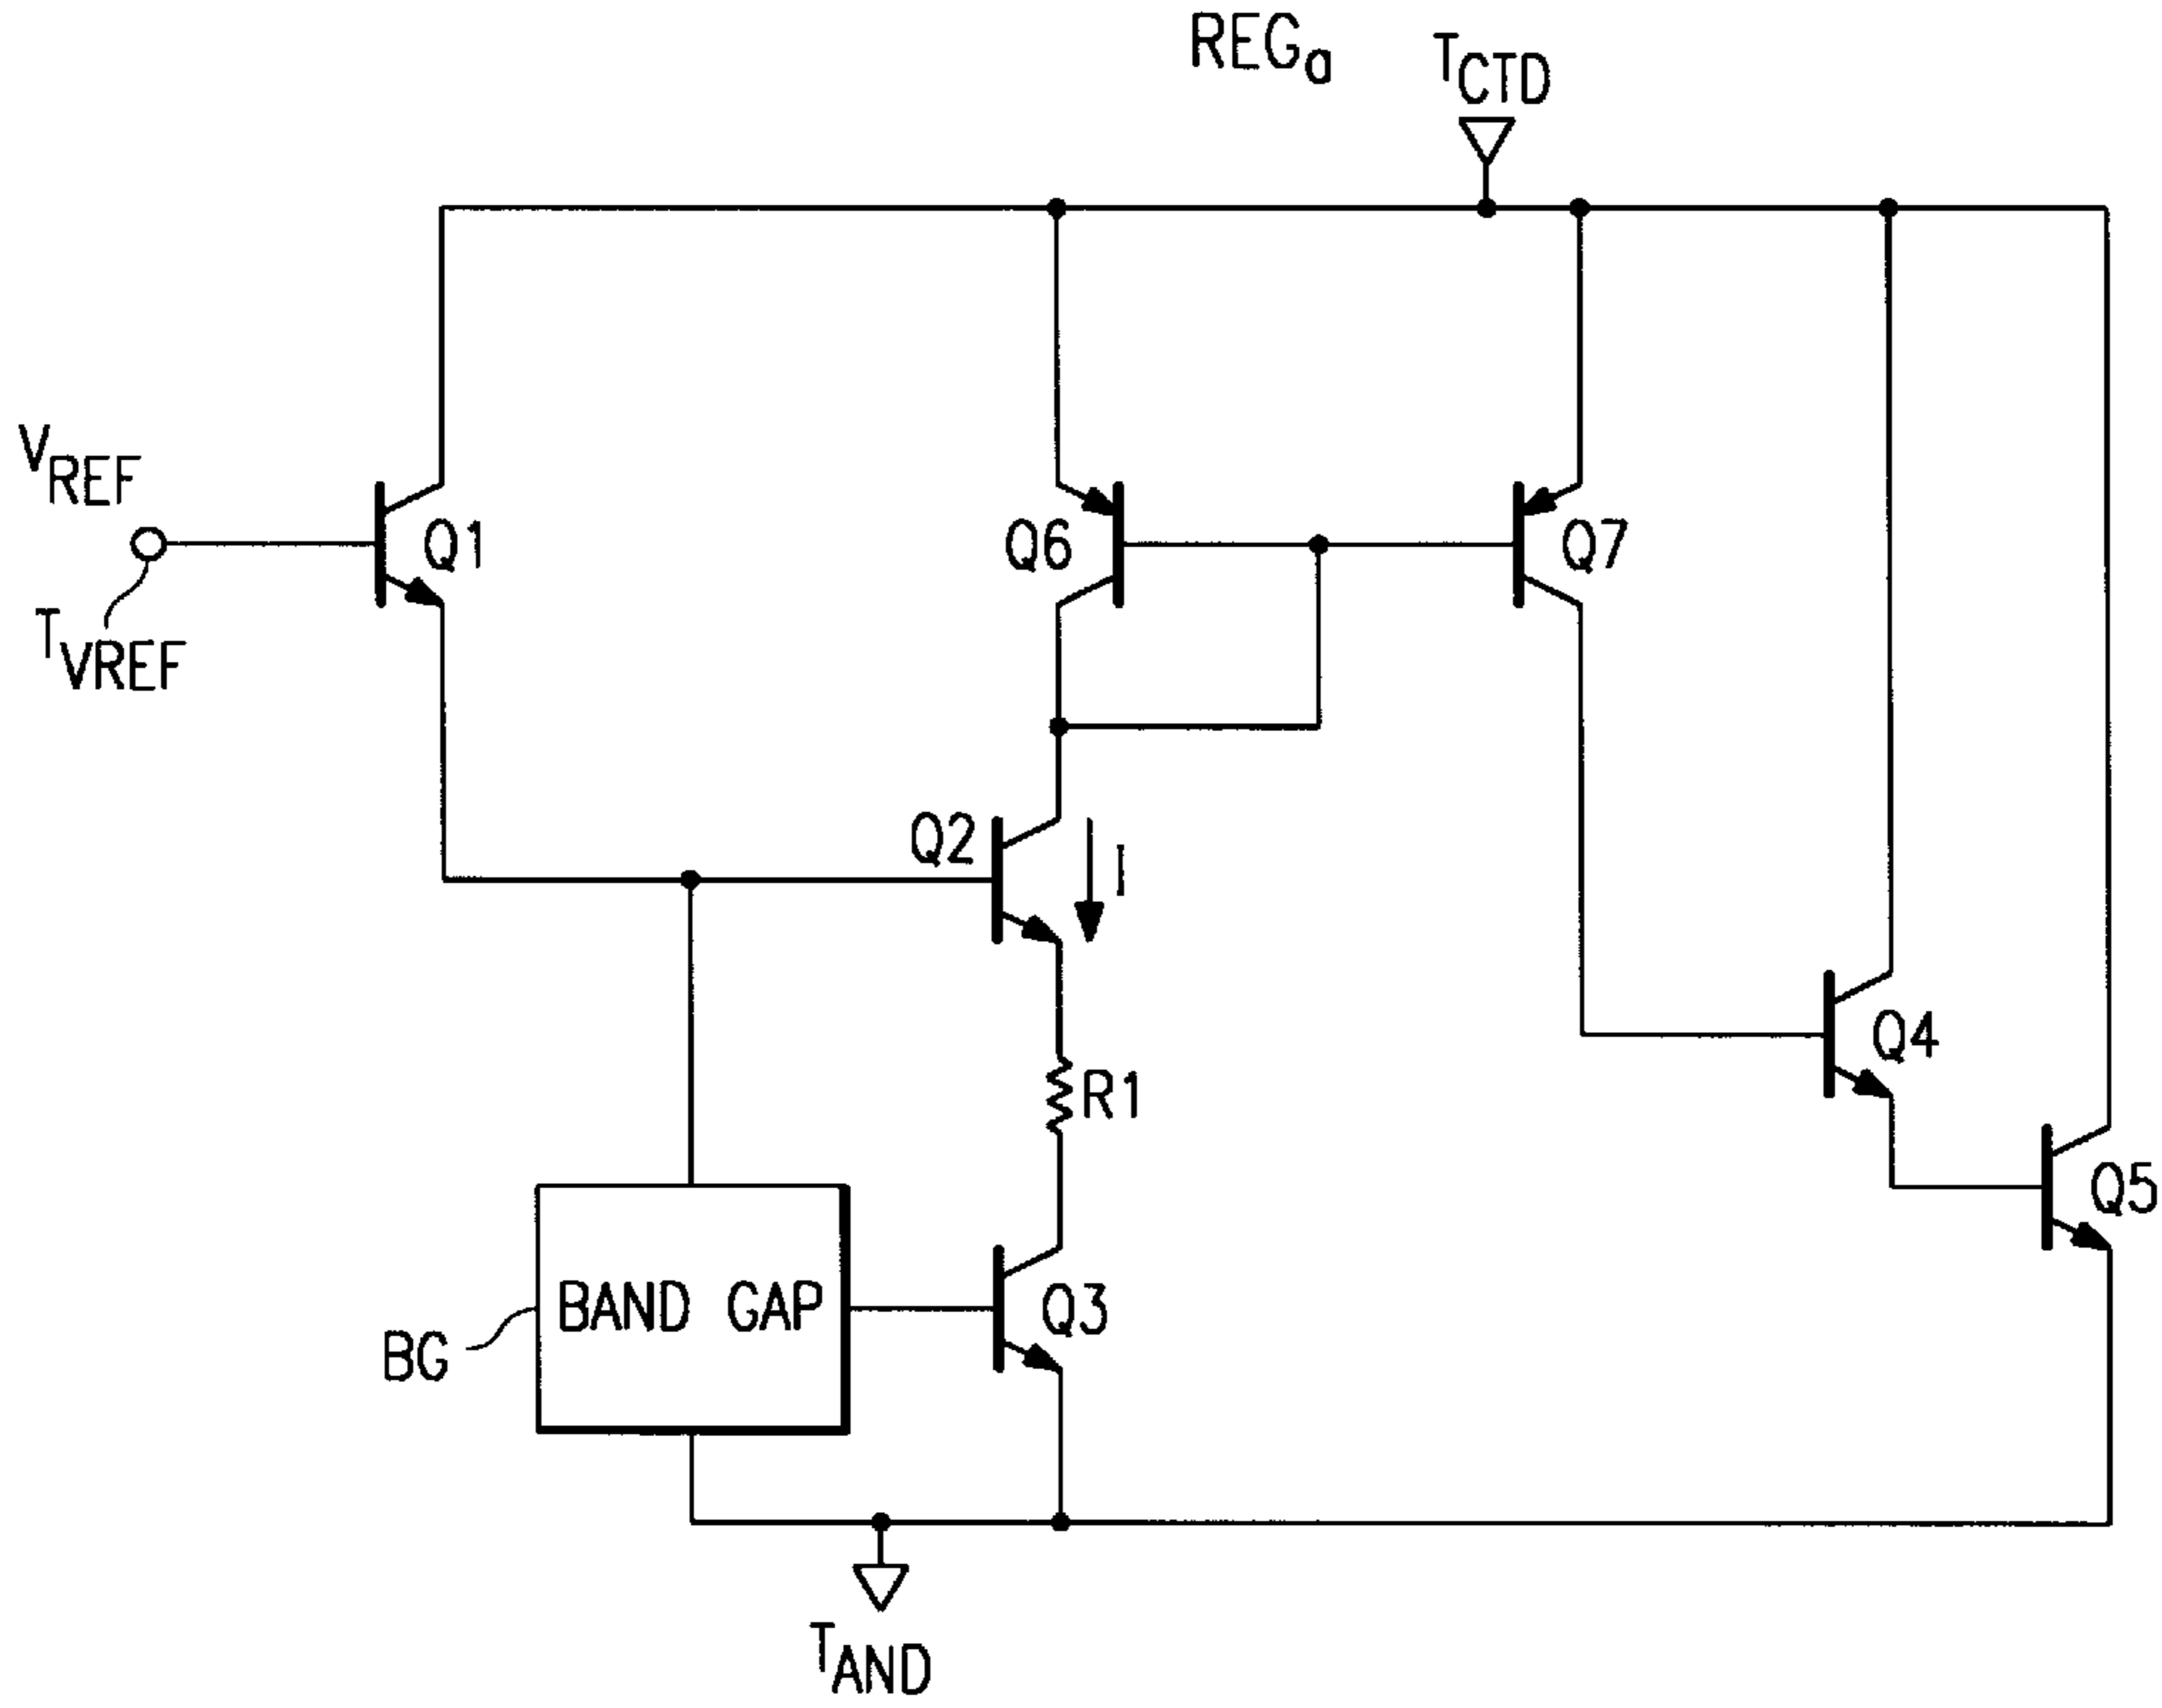 REGa
TCTD
VREF
Q1
Q6
Q7
TVREF
Q2
I
Q4
R1
Q5
BAND GAP
Q3
BG
TAND